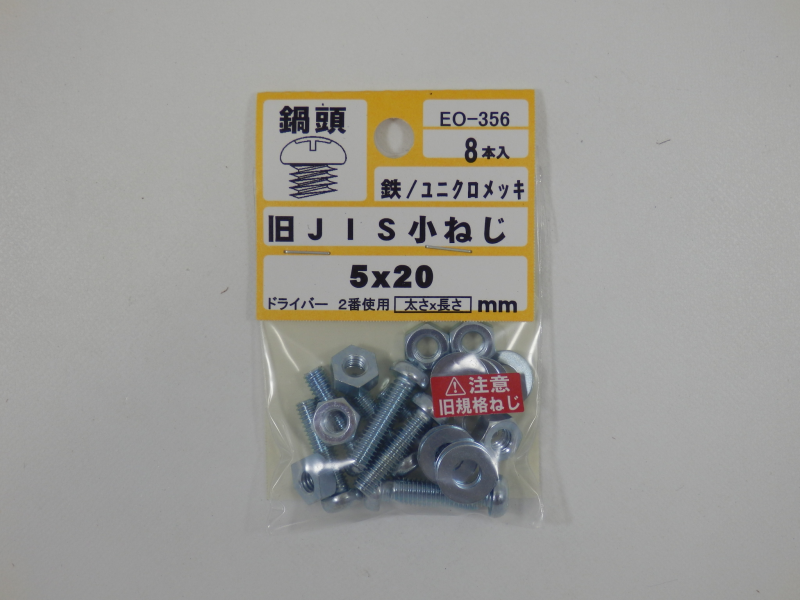 鍋頭
EO-356
8本入
鉄/ユニクロメッキ
旧JIS小ねじ
5x20
ドライバー 2番使用 太さx長さ mm
注意
旧規格ねじ